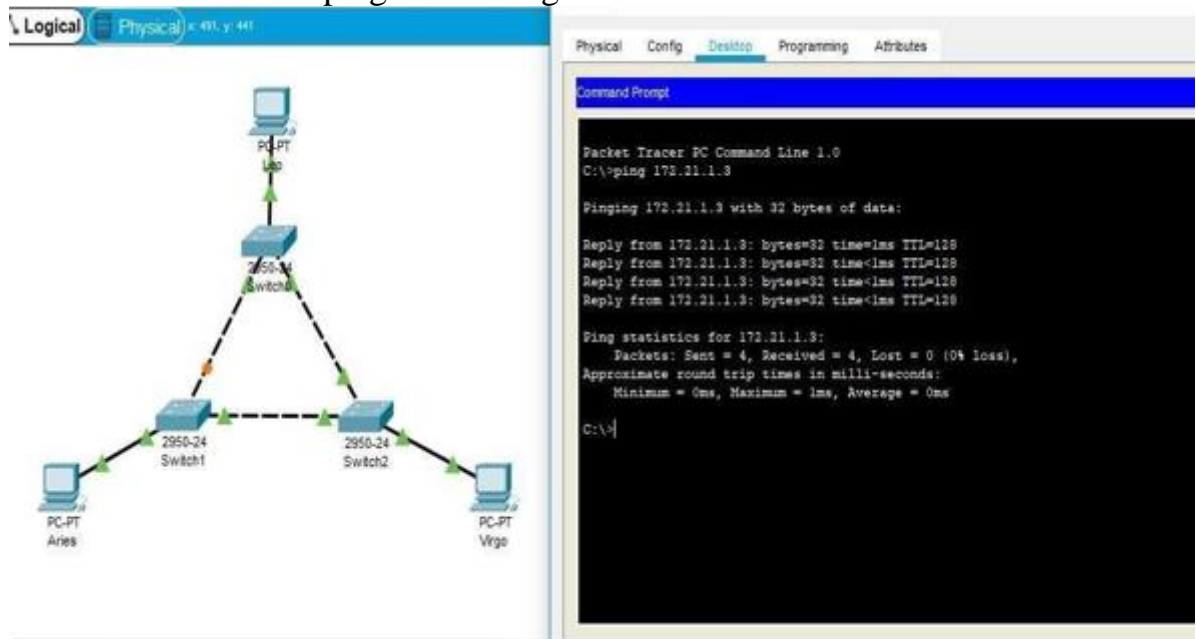 Logical
Physical
x: 491, y: 441
PC-PT
Leo
2950-24
Switch0
2950-24
Switch1
2950-24
Switch2
PC-PT
Aries
PC-PT
Virgo
Physical Config Desktop Programming Attributes
Command Prompt
Packet Tracer PC Command Line 1.0
C:\>ping 172.21.1.3
Pinging 172.21.1.3 with 32 bytes of data:
Reply from 172.21.1.3: bytes=32 time=1ms TTL=128
Reply from 172.21.1.3: bytes=32 time<1ms TTL=128
Reply from 172.21.1.3: bytes=32 time<1ms TTL=128
Reply from 172.21.1.3: bytes=32 time<1ms TTL=128
Ping statistics for 172.21.1.3:
Packets: Sent = 4, Received = 4, Lost = 0 (0% loss),
Approximate round trip times in milli-seconds:
Minimum = 0ms, Maximum = 1ms, Average = 0ms
C:\>